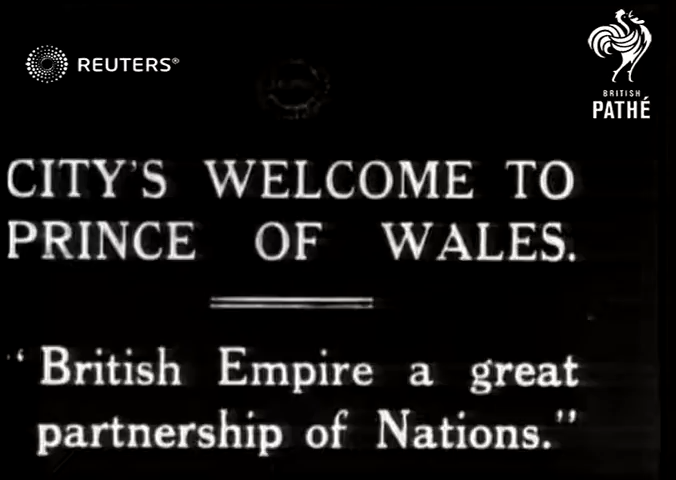 REUTERS®
BRITISH
PATHÉ
CITY'S WELCOME TO
PRINCE OF WALES.
"British Empire a great
partnership of Nations."